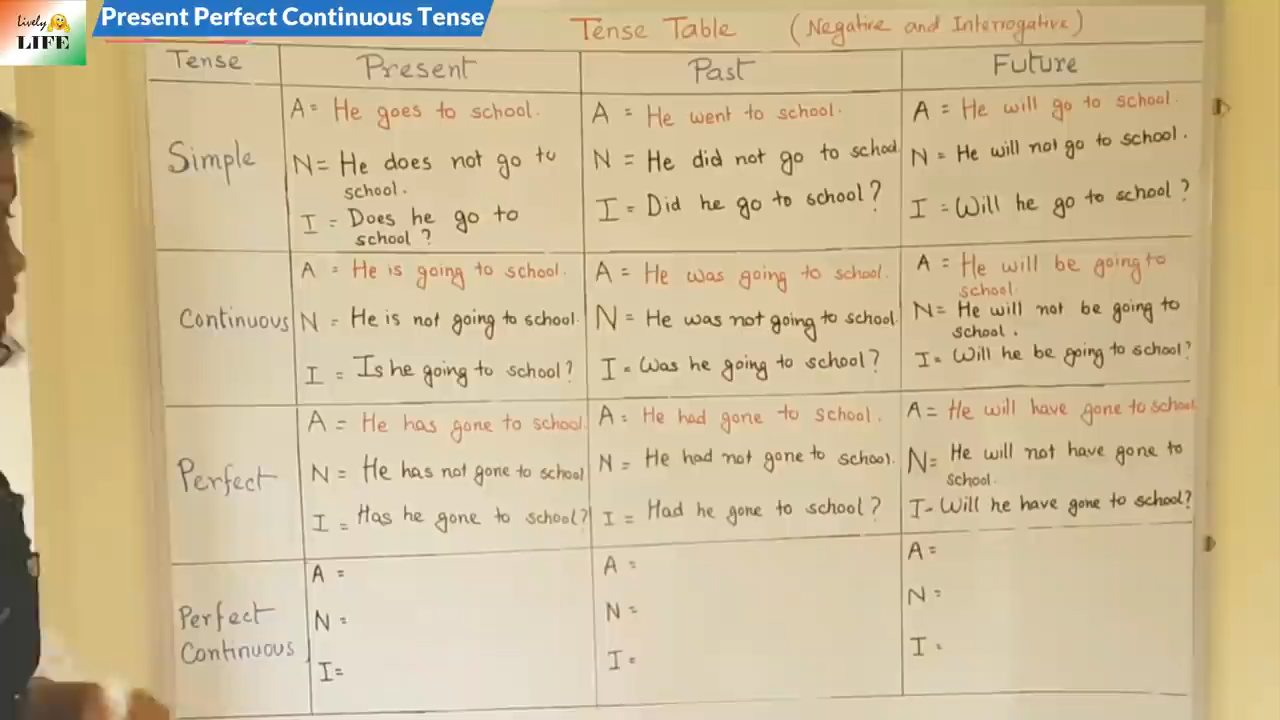 Lively
LIFE
Present Perfect Continuous Tense
Tense Table (Negative and Interrogative)
Tense Present Past Future
Simple
A = He goes to school.
N = He does not go to
school.
I = Does he go to
school?
A = He went to school.
N = He did not go to school
I = Did he go to school?
A = He will go to school.
N = He will not go to school.
I = Will he go to school?
Continuous
A = He is going to school.
N = He is not going to school.
I = Is he going to school?
A = He was going to school.
N = He was not going to school.
I = Was he going to school?
A = He will be going to
school.
N = He will not be going to
school.
I = Will he be going to school?
Perfect
A = He has gone to school.
N = He has not gone to school
I = Has he gone to school?
A = He had gone to school.
N = He had not gone to school.
I = Had he gone to school?
A = He will have gone to school
N = He will not have gone to
school.
I - Will he have gone to school?
Perfect
Continuous
A =
N =
I =
A =
N =
I =
A =
N =
I =